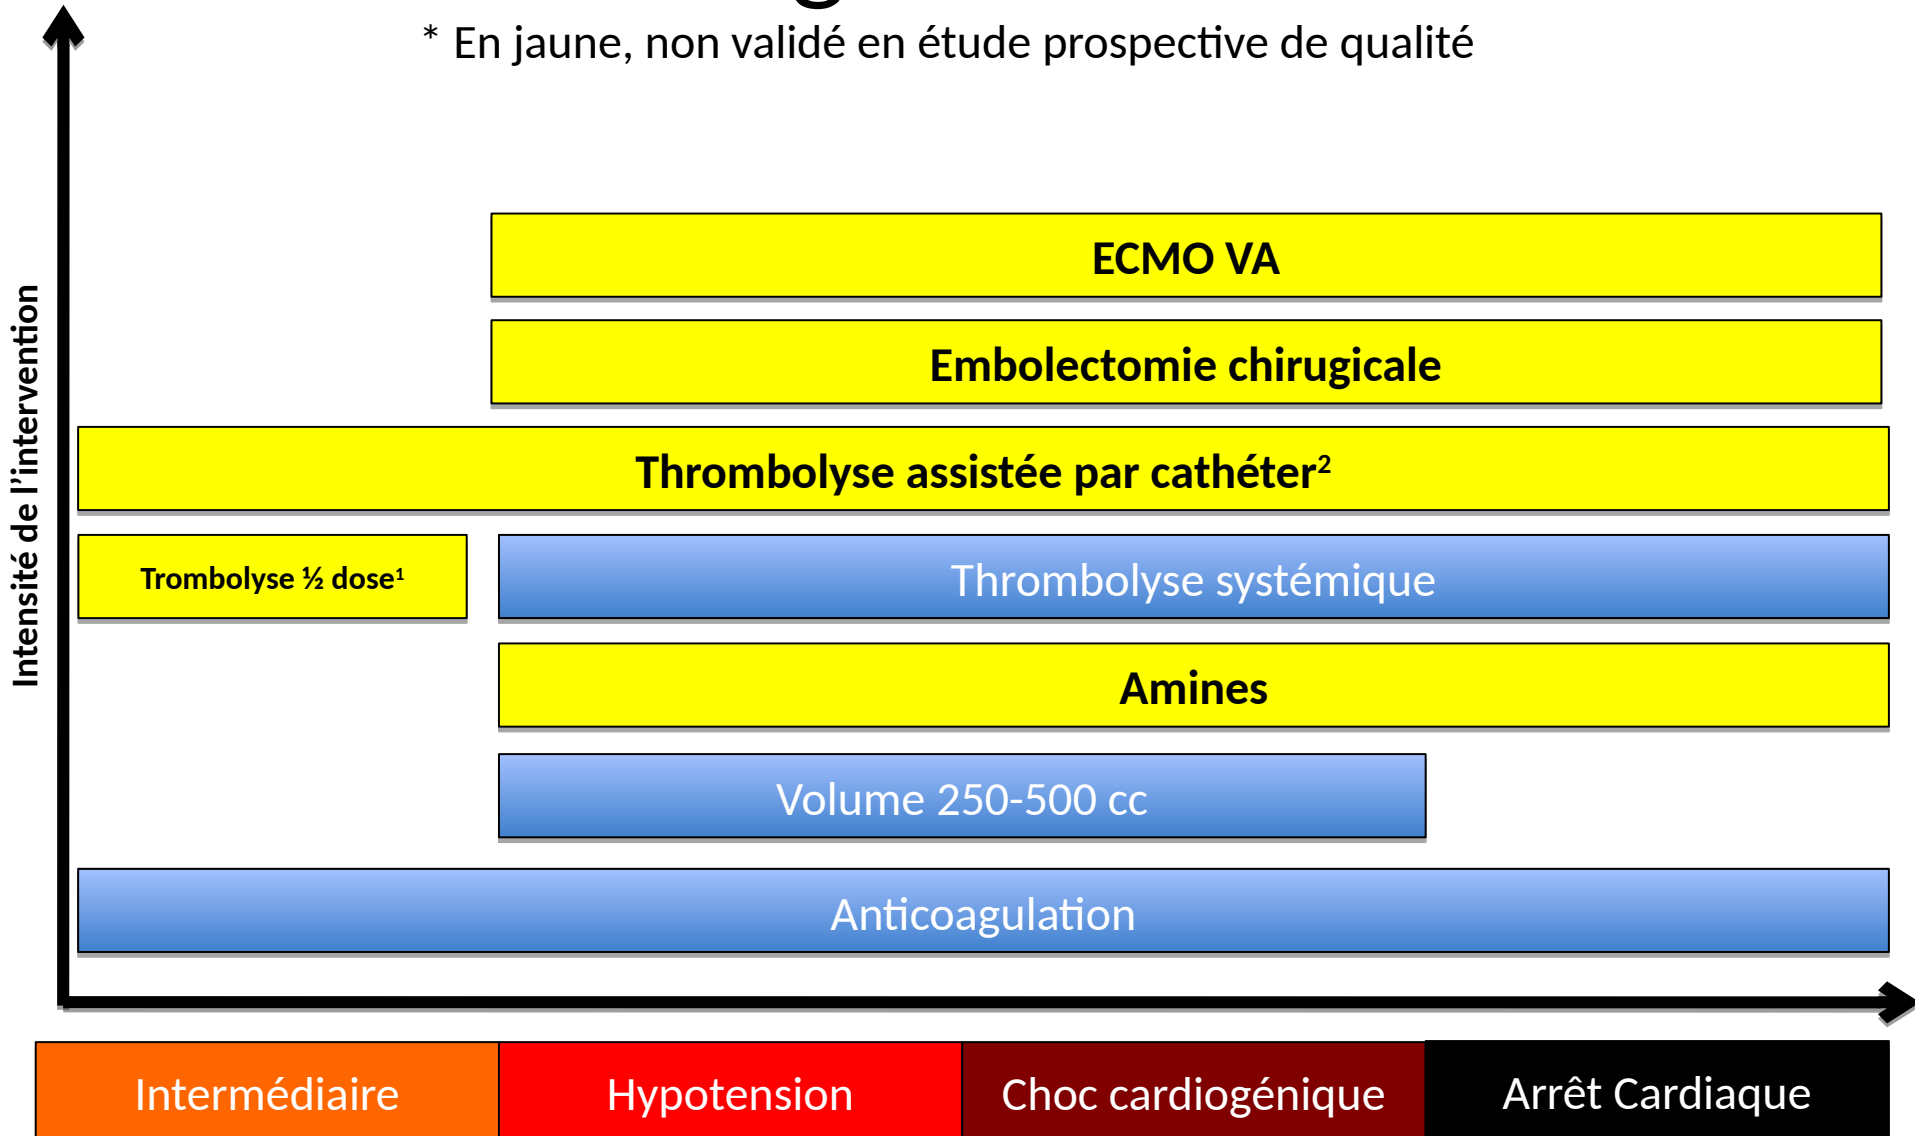 * En jaune, non validé en étude prospective de qualité
Intensité de l’intervention
ECMO VA
Embolectomie chirugicale
Thrombolyse assistée par cathéter²
Trombolyse ½ dose¹
Thrombolyse systémique
Amines
Volume 250-500 cc
Anticoagulation
Intermédiaire
Hypotension
Choc cardiogénique
Arrêt Cardiaque